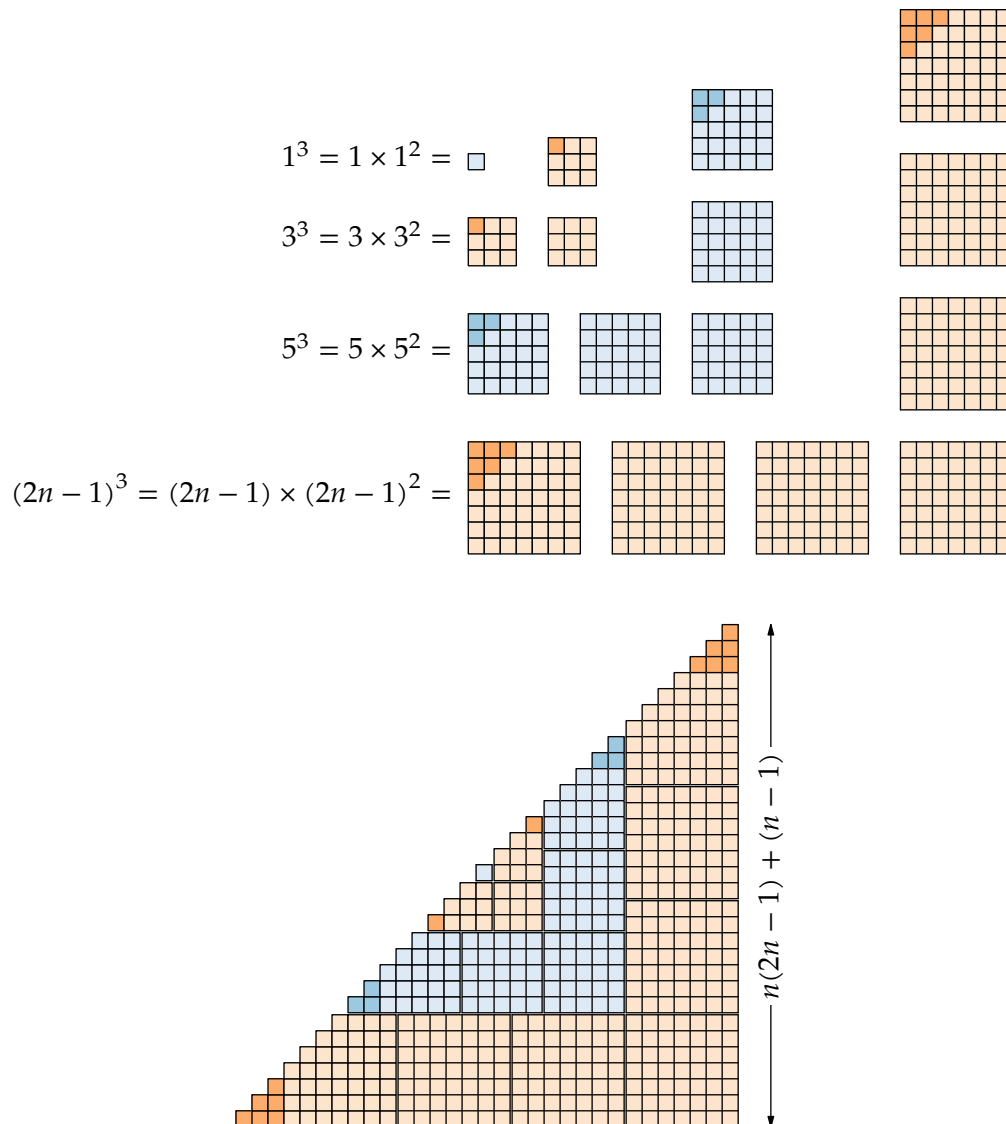 1³ = 1 × 1² =
3³ = 3 × 3² =
5³ = 5 × 5² =
(2n − 1)³ = (2n − 1) × (2n − 1)² =
n(2n − 1) + (n − 1)